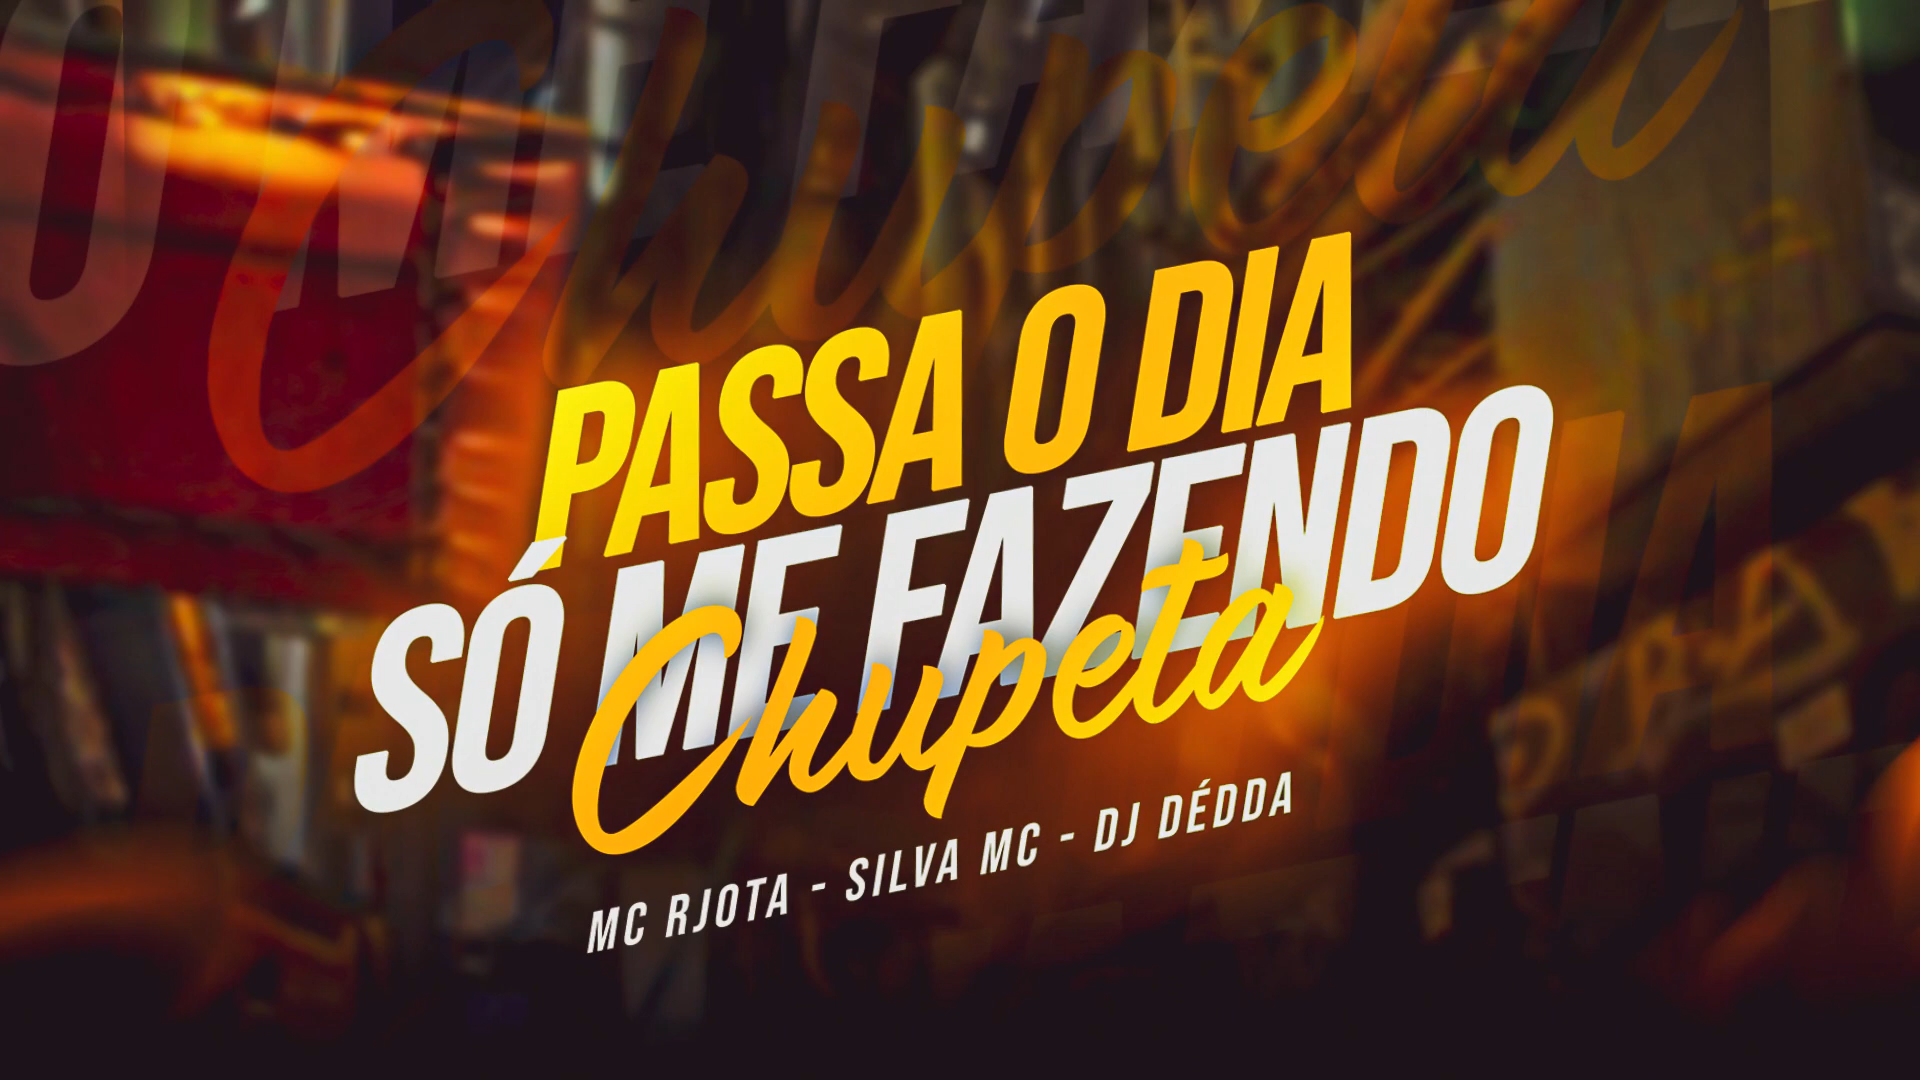 PASSA O DIA
SÓ ME FAZENDO
Chupeta
MC RJOTA - SILVA MC - DJ DÉDDA